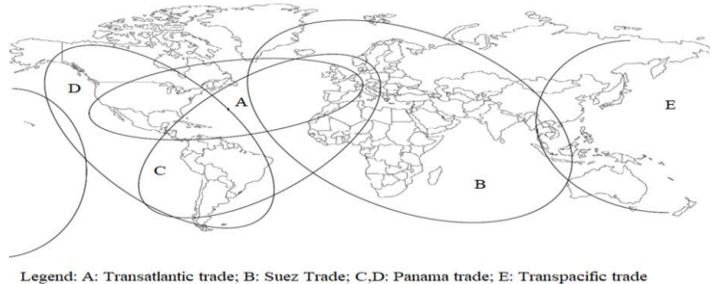 D
A
E
C
B
Legend: A: Transatlantic trade; B: Suez Trade; C,D: Panama trade; E: Transpacific trade